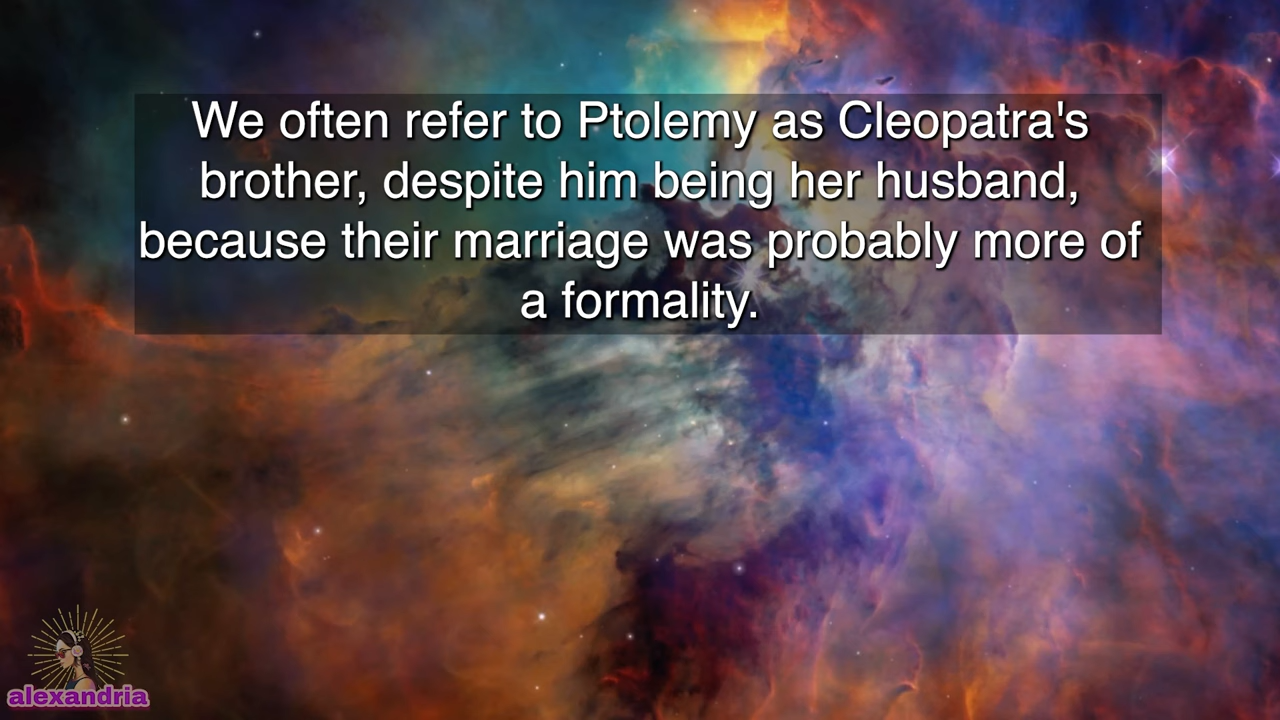 We often refer to Ptolemy as Cleopatra's
brother, despite him being her husband,
because their marriage was probably more of
a formality.
alexandria